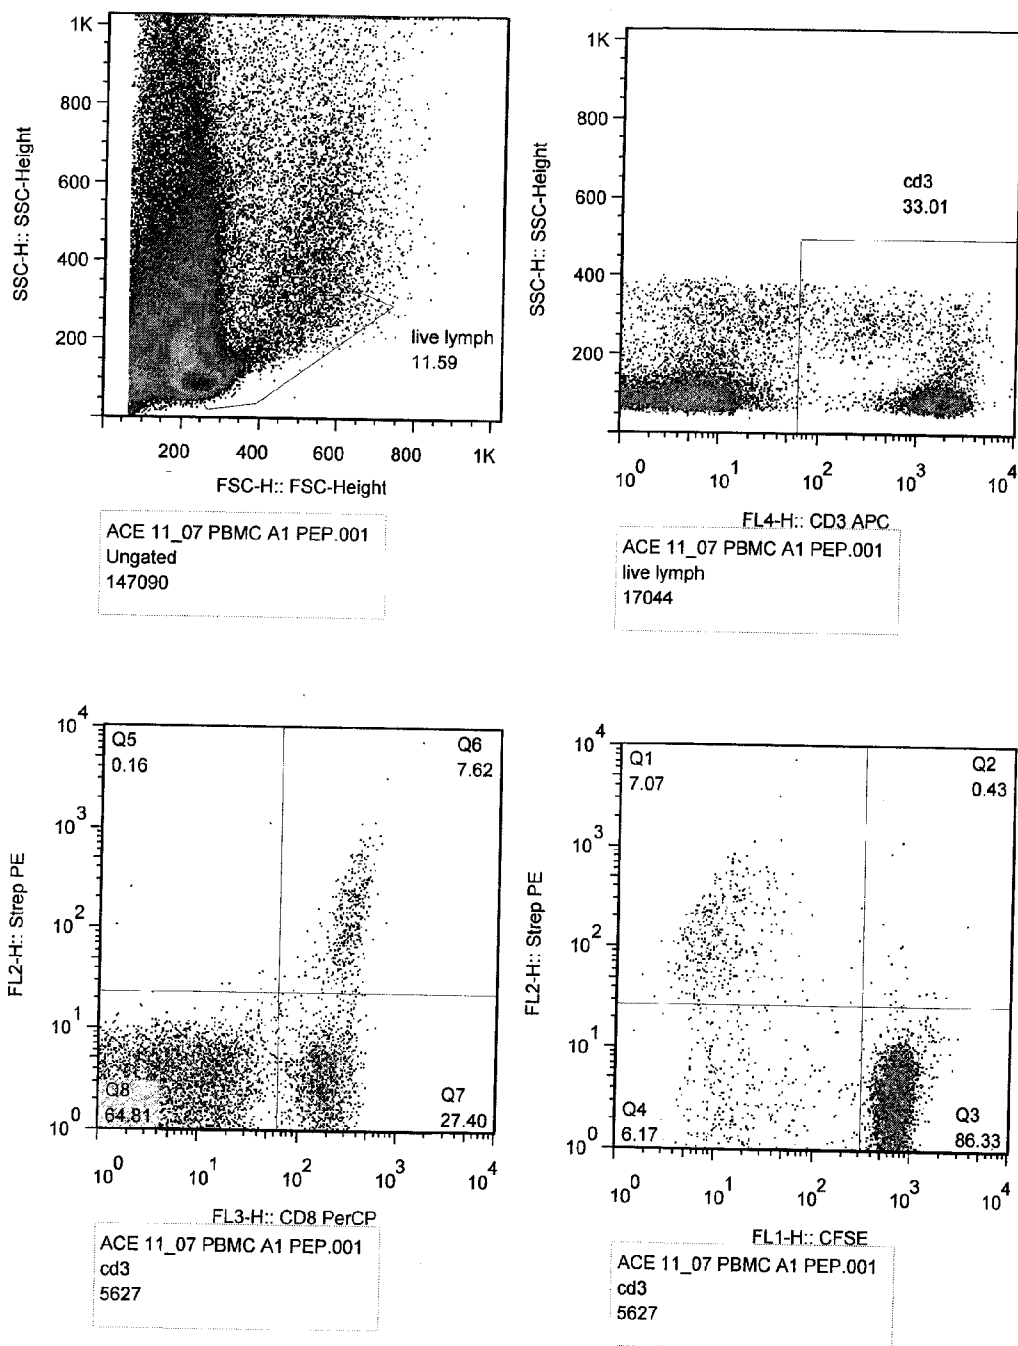 1K
800
600
400
200
SSC-H:: SSC-Height
live lymph
11.59
200 400 600 800 1K
FSC-H:: FSC-Height
ACE 11_07 PBMC A1 PEP.001
Ungated
147090
1K
800
600
400
200
SSC-H:: SSC-Height
cd3
33.01
10^0 10^1 10^2 10^3 10^4
FL4-H:: CD3 APC
ACE 11_07 PBMC A1 PEP.001
live lymph
17044
10^4
10^3
10^2
10^1
10^0
FL2-H:: Strep PE
Q5
0.16
Q6
7.62
Q8
64.81
Q7
27.40
10^0 10^1 10^2 10^3 10^4
FL3-H:: CD8 PerCP
ACE 11_07 PBMC A1 PEP.001
cd3
5627
10^4
10^3
10^2
10^1
10^0
FL2-H:: Strep PE
Q1
7.07
Q2
0.43
Q4
6.17
Q3
86.33
10^0 10^1 10^2 10^3 10^4
FL1-H:: CFSE
ACE 11_07 PBMC A1 PEP.001
cd3
5627